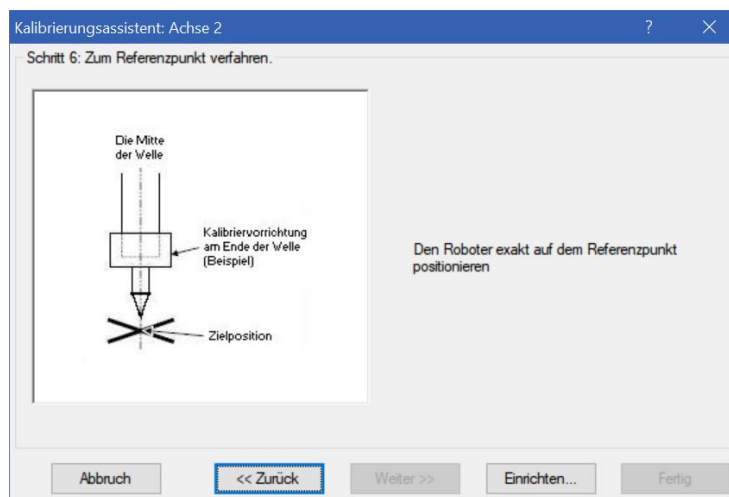 Kalibrierungsassistent: Achse 2
?
Schritt 6: Zum Referenzpunkt verfahren.
Die Mitte
der Welle
Kalibriervorrichtung
am Ende der Welle
(Beispiel)
Zielposition
Den Roboter exakt auf dem Referenzpunkt
positionieren
Abbruch
<< Zurück
Weiter >>
Einrichten...
Fertig